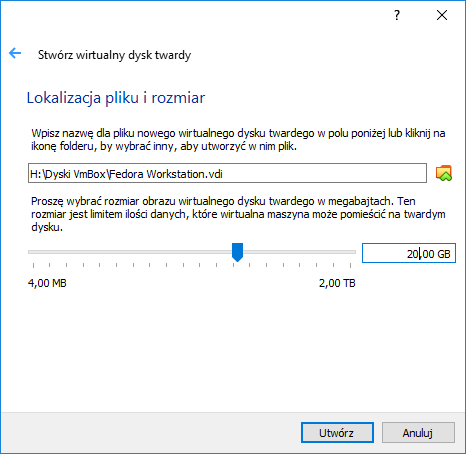 ?
Stwórz wirtualny dysk twardy
Lokalizacja pliku i rozmiar
Wpisz nazwę dla pliku nowego wirtualnego dysku twardego w polu poniżej lub kliknij na
ikonę folderu, by wybrać inny, aby utworzyć w nim plik.
H:\Dyski VmBox\Fedora Workstation.vdi
Proszę wybrać rozmiar obrazu wirtualnego dysku twardego w megabajtach. Ten
rozmiar jest limitem ilości danych, które wirtualna maszyna może pomieścić na twardym
dysku.
20,00 GB
4,00 MB 2,00 TB
Utwórz Anuluj